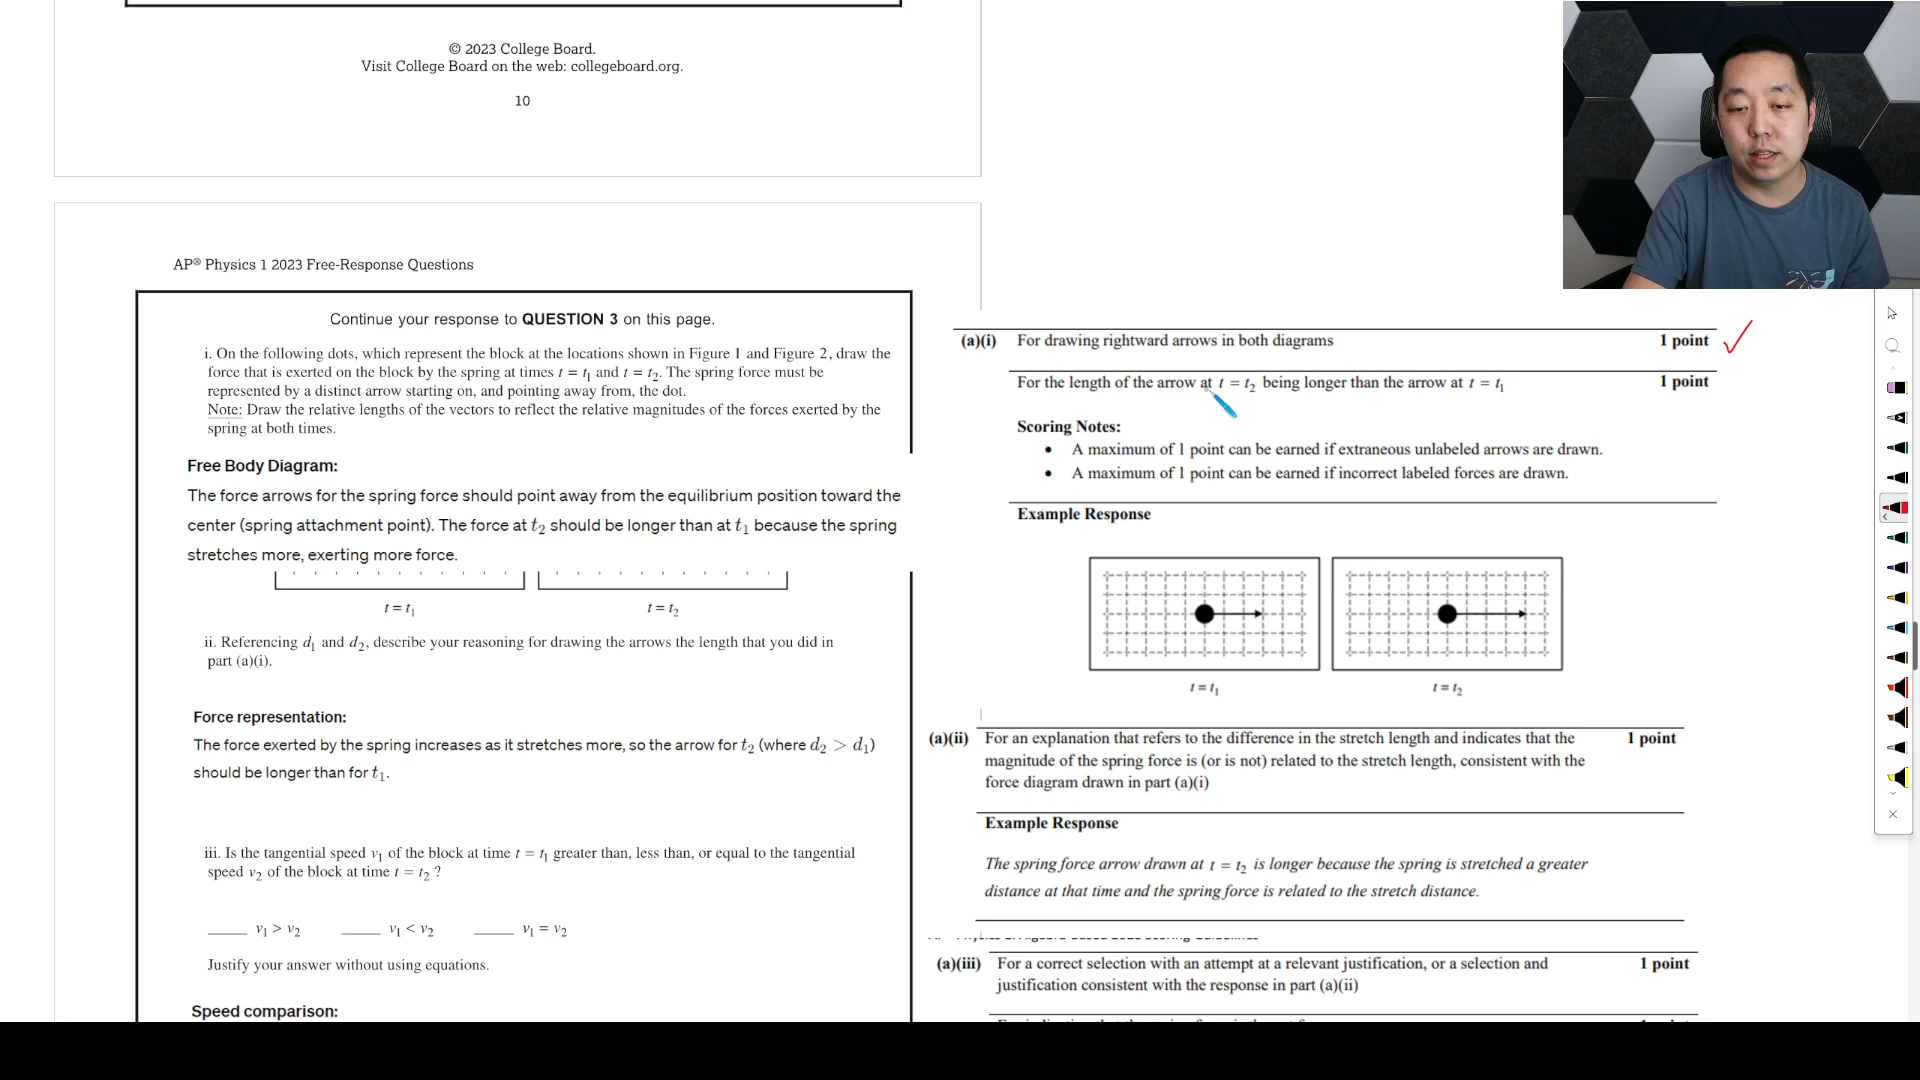 © 2023 College Board.
Visit College Board on the web: collegeboard.org.
10
AP® Physics 1 2023 Free-Response Questions
Continue your response to QUESTION 3 on this page.
i. On the following dots, which represent the block at the locations shown in Figure 1 and Figure 2, draw the
force that is exerted on the block by the spring at times t = t₁ and t = t₂. The spring force must be
represented by a distinct arrow starting on, and pointing away from, the dot.
Note: Draw the relative lengths of the vectors to reflect the relative magnitudes of the forces exerted by the
spring at both times.
Free Body Diagram:
The force arrows for the spring force should point away from the equilibrium position toward the
center (spring attachment point). The force at t₂ should be longer than at t₁ because the spring
stretches more, exerting more force.
t = t₁ t = t₂
ii. Referencing d₁ and d₂, describe your reasoning for drawing the arrows the length that you did in
part (a)(i).
Force representation:
The force exerted by the spring increases as it stretches more, so the arrow for t₂ (where d₂ > d₁)
should be longer than for t₁.
iii. Is the tangential speed v₁ of the block at time t = t₁ greater than, less than, or equal to the tangential
speed v₂ of the block at time t = t₂ ?
____ v₁ > v₂ ____ v₁ < v₂ ____ v₁ = v₂
Justify your answer without using equations.
Speed comparison:
(a)(i) For drawing rightward arrows in both diagrams 1 point
For the length of the arrow at t = t₂ being longer than the arrow at t = t₁ 1 point
Scoring Notes:
• A maximum of 1 point can be earned if extraneous unlabeled arrows are drawn.
• A maximum of 1 point can be earned if incorrect labeled forces are drawn.
Example Response
t = t₁ t = t₂
(a)(ii) For an explanation that refers to the difference in the stretch length and indicates that the 1 point
magnitude of the spring force is (or is not) related to the stretch length, consistent with the
force diagram drawn in part (a)(i)
Example Response
The spring force arrow drawn at t = t₂ is longer because the spring is stretched a greater
distance at that time and the spring force is related to the stretch distance.
(a)(iii) For a correct selection with an attempt at a relevant justification, or a selection and 1 point
justification consistent with the response in part (a)(ii)